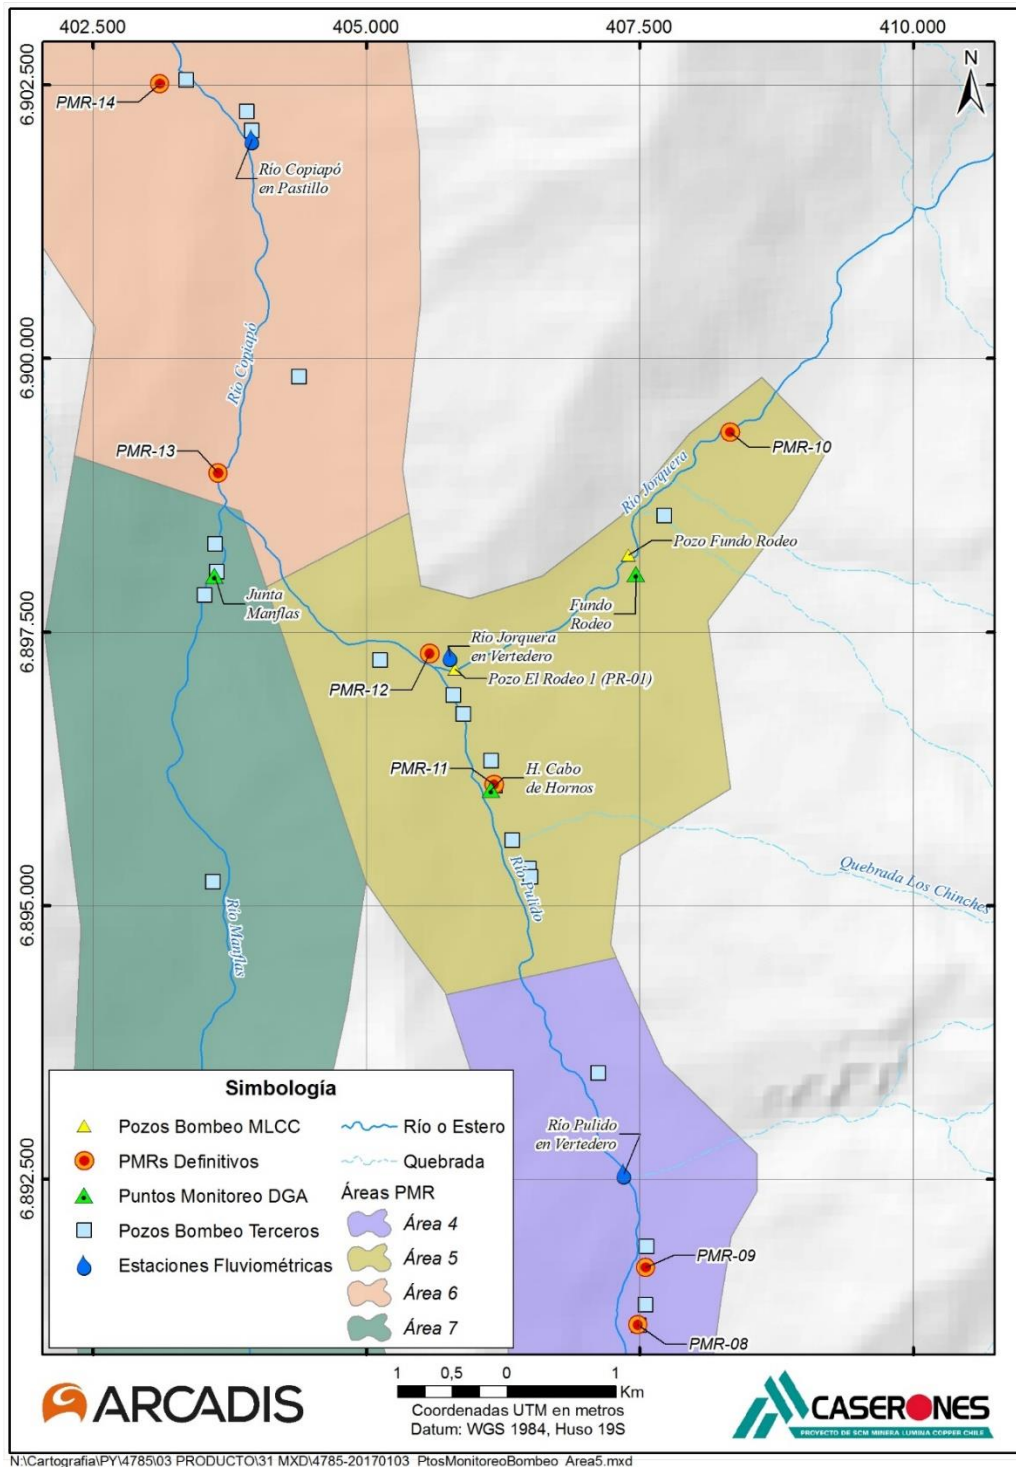 402.500 405.000 407.500 410.000
6.902.500
6.900.000
6.897.500
6.895.000
6.892.500
N
PMR-14
Río Copiapó
en Pastillo
Río Copiapó
PMR-13
PMR-10
Río Jorquera
Pozo Fundo Rodeo
Junta
Manflas
Fundo
Rodeo
Río Jorquera
en Vertedero
PMR-12
Pozo El Rodeo 1 (PR-01)
PMR-11
H. Cabo
de Hornos
Río Pulido
Quebrada Los Chinches
Río Manflas
Río Pulido
en Vertedero
PMR-09
PMR-08
Simbología
Pozos Bombeo MLCC
PMRs Definitivos
Puntos Monitoreo DGA
Pozos Bombeo Terceros
Estaciones Fluviométricas
Río o Estero
Quebrada
Áreas PMR
Área 4
Área 5
Área 6
Área 7
ARCADIS
1 0,5 0 1
Km
Coordenadas UTM en metros
Datum: WGS 1984, Huso 19S
CASERONES
PROYECTO DE SCM MINERA LUMINA COPPER CHILE
N:\Cartografia\PY\4785\03 PRODUCTO\31 MXD\4785-20170103_PtosMonitoreoBombeo_Area5.mxd